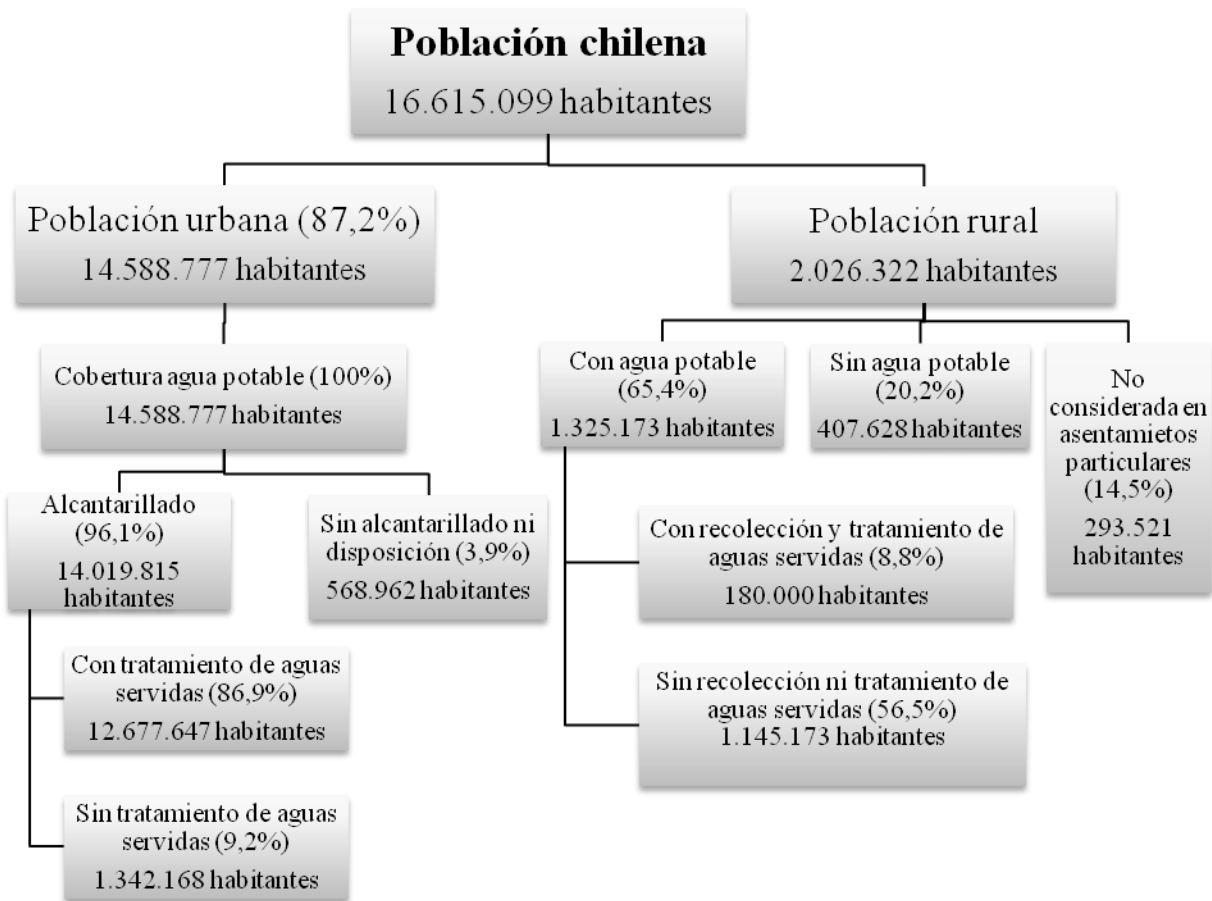 Población chilena
16.615.099 habitantes
Población urbana (87,2%)
14.588.777 habitantes
Cobertura agua potable (100%)
14.588.777 habitantes
Alcantarillado
(96,1%)
14.019.815
habitantes
Sin alcantarillado ni
disposición (3,9%)
568.962 habitantes
Con tratamiento de aguas
servidas (86,9%)
12.677.647 habitantes
Sin tratamiento de aguas
servidas (9,2%)
1.342.168 habitantes
Población rural
2.026.322 habitantes
Con agua potable
(65,4%)
1.325.173 habitantes
Sin agua potable
(20,2%)
407.628 habitantes
No
considerada en
asentamietos
particulares
(14,5%)
293.521
habitantes
Con recolección y tratamiento de
aguas servidas (8,8%)
180.000 habitantes
Sin recolección ni tratamiento de
aguas servidas (56,5%)
1.145.173 habitantes